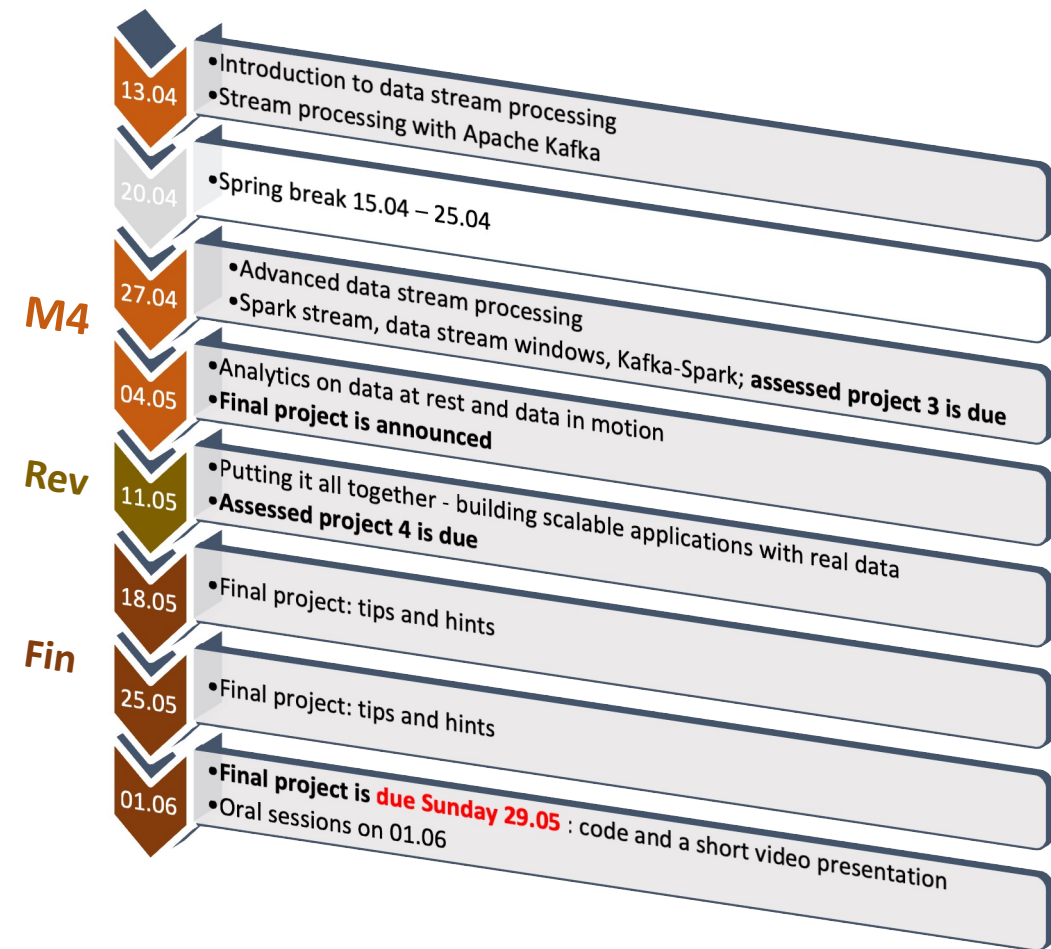 13.04
•Introduction to data stream processing
•Stream processing with Apache Kafka
20.04
•Spring break 15.04 – 25.04
M4
27.04
•Advanced data stream processing
•Spark stream, data stream windows, Kafka-Spark; assessed project 3 is due
04.05
•Analytics on data at rest and data in motion
•Final project is announced
Rev
11.05
•Putting it all together - building scalable applications with real data
•Assessed project 4 is due
18.05
•Final project: tips and hints
Fin
25.05
•Final project: tips and hints
01.06
•Final project is due Sunday 29.05 : code and a short video presentation
•Oral sessions on 01.06